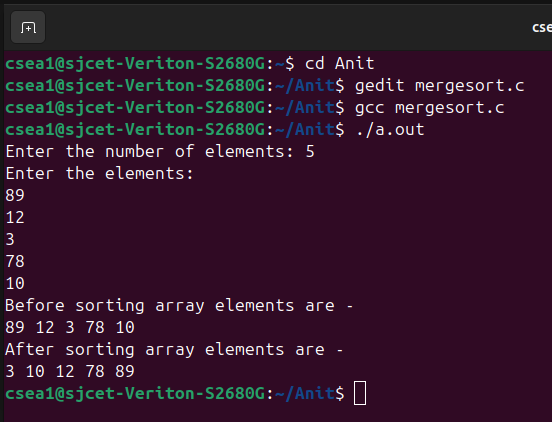 cse
csea1@sjcet-Veriton-S2680G:~$ cd Anit
csea1@sjcet-Veriton-S2680G:~/Anit$ gedit mergesort.c
csea1@sjcet-Veriton-S2680G:~/Anit$ gcc mergesort.c
csea1@sjcet-Veriton-S2680G:~/Anit$ ./a.out
Enter the number of elements: 5
Enter the elements:
89
12
3
78
10
Before sorting array elements are -
89 12 3 78 10
After sorting array elements are -
3 10 12 78 89
csea1@sjcet-Veriton-S2680G:~/Anit$